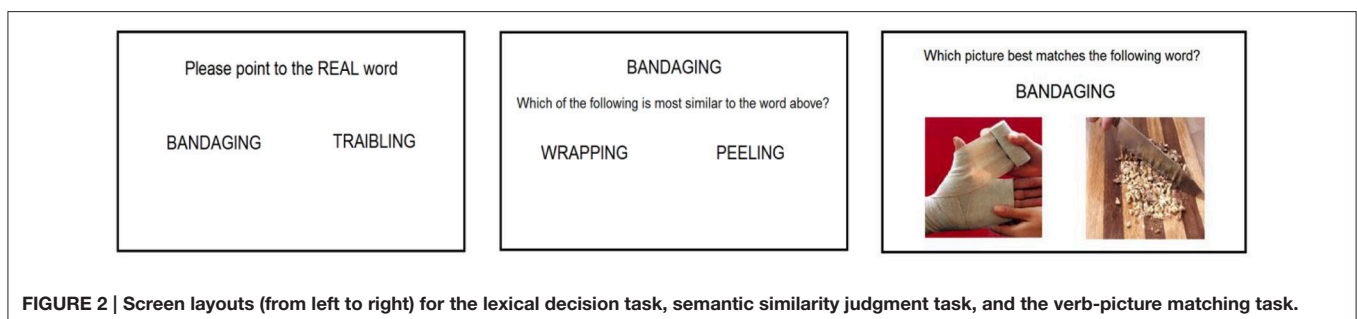 Please point to the REAL word
BANDAGING TRAIBLING
BANDAGING
Which of the following is most similar to the word above?
WRAPPING PEELING
Which picture best matches the following word?
BANDAGING
FIGURE 2 | Screen layouts (from left to right) for the lexical decision task, semantic similarity judgment task, and the verb-picture matching task.